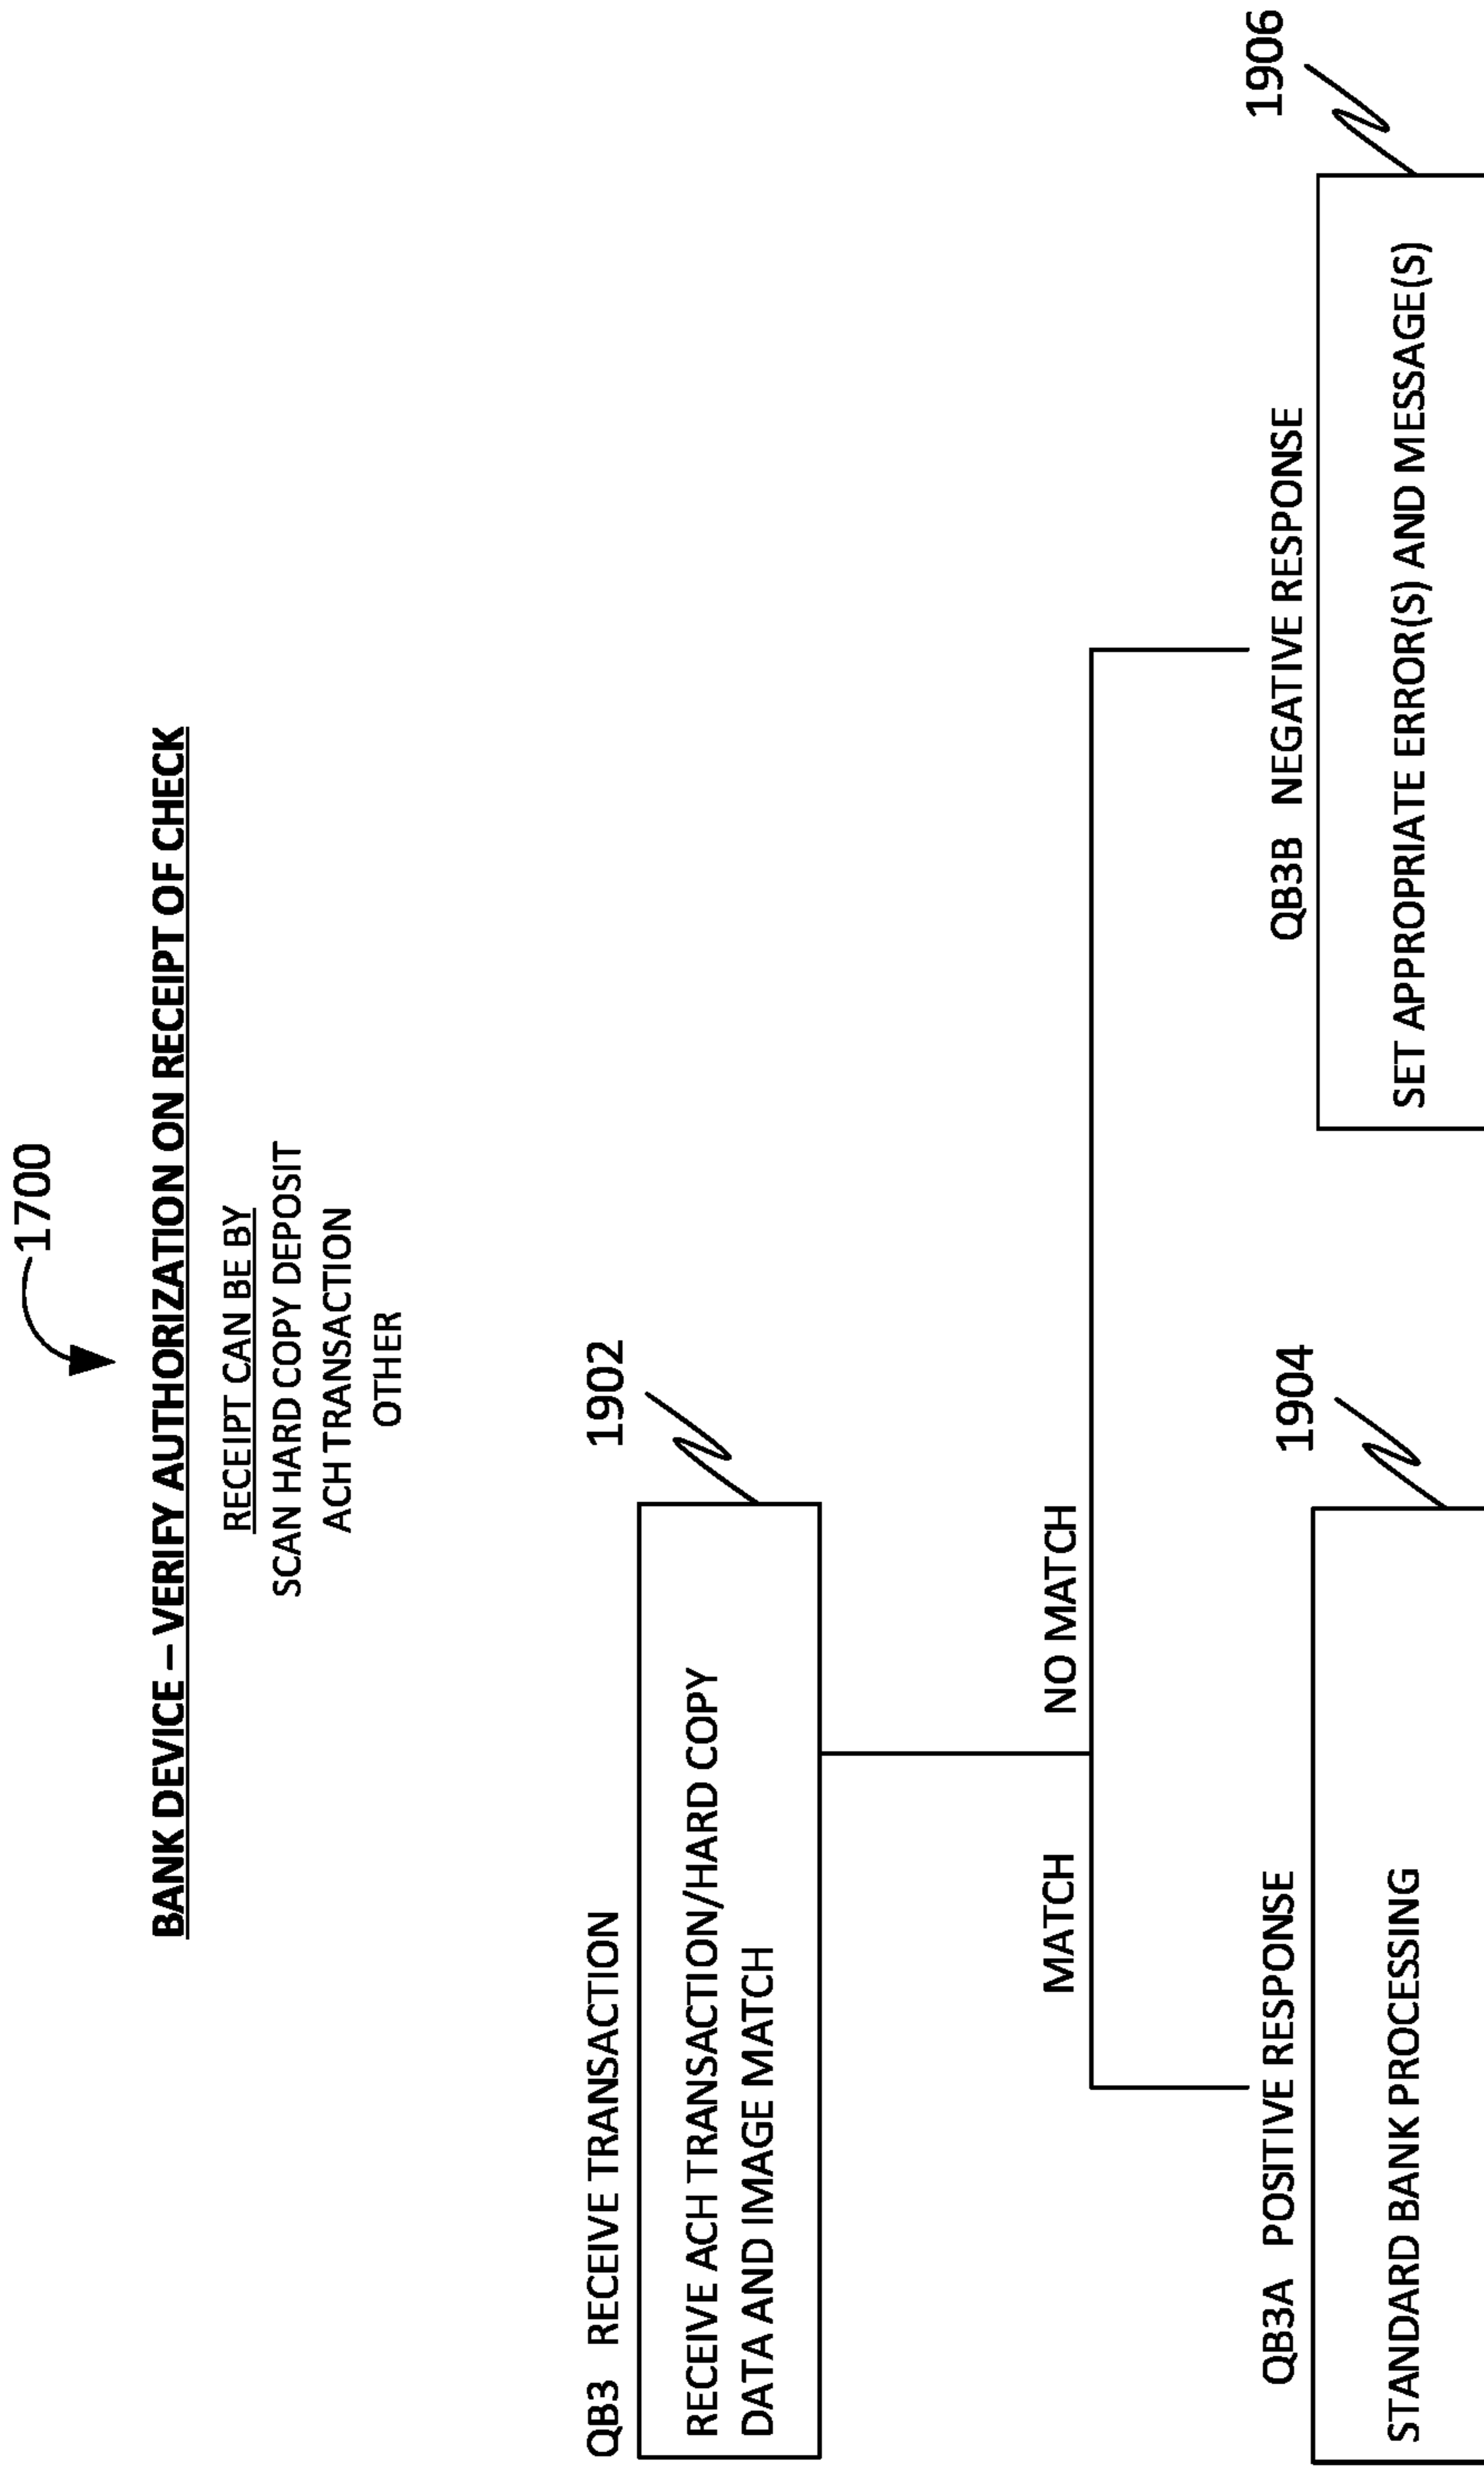 1700
BANK DEVICE – VERIFY AUTHORIZATION ON RECEIPT OF CHECK
RECEIPT CAN BE BY
SCAN HARD COPY DEPOSIT
ACH TRANSACTION
OTHER
1902
QB3 RECEIVE TRANSACTION
RECEIVE ACH TRANSACTION/HARD COPY
DATA AND IMAGE MATCH
MATCH
NO MATCH
1904
QB3A POSITIVE RESPONSE
STANDARD BANK PROCESSING
1906
QB3B NEGATIVE RESPONSE
SET APPROPRIATE ERROR(S) AND MESSAGE(S)